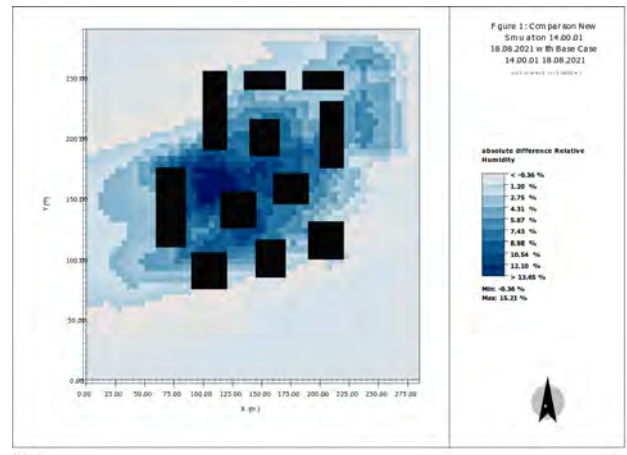 Figure 1: Comparison New
Simulation 14.00.01
18.08.2021 with Base Case
14.00.01 18.08.2021
absolute difference Relative
Humidity
< -0.36 %
1.20 %
2.75 %
4.31 %
5.87 %
7.43 %
8.98 %
10.54 %
12.10 %
> 13.65 %
Min: -0.36 %
Max: 15.21 %
Y (m)
250.00
200.00
150.00
100.00
50.00
0.00
0.00 25.00 50.00 75.00 100.00 125.00 150.00 175.00 200.00 225.00 250.00 275.00
X (m)
N